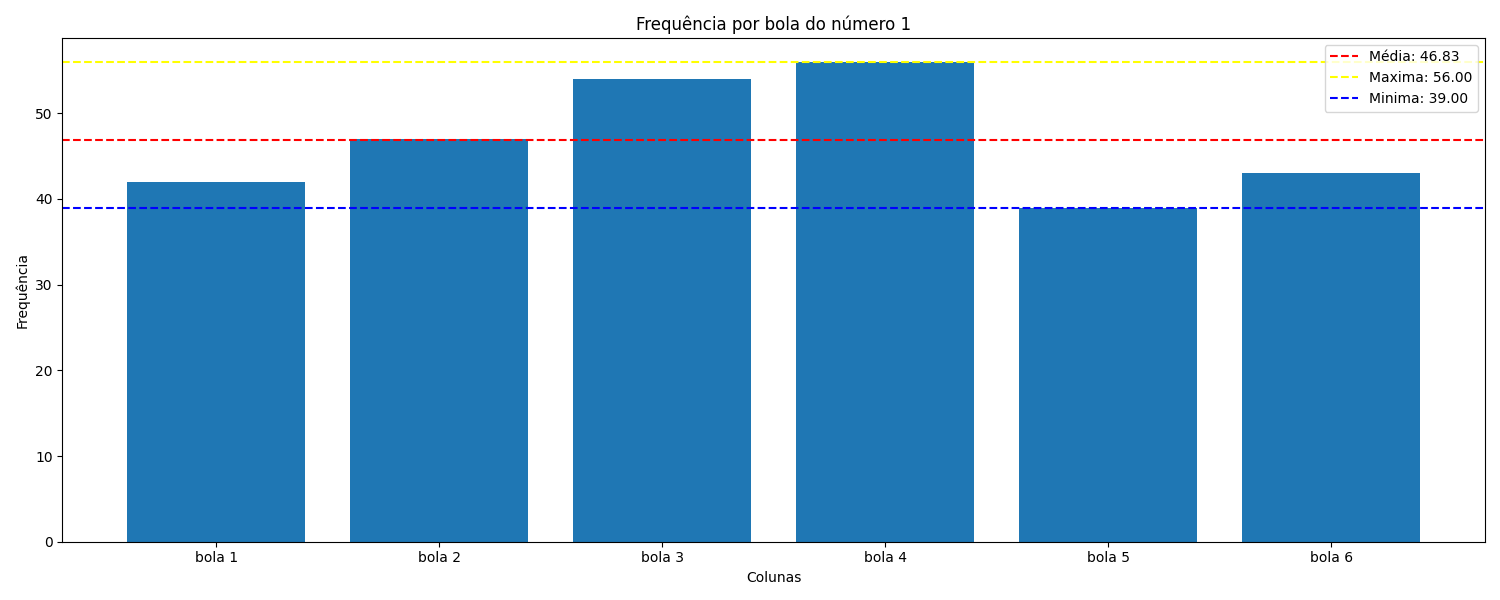 Frequência por bola do número 1
Média: 46.83
Maxima: 56.00
Minima: 39.00
Frequência
50
40
30
20
10
0
bola 1 bola 2 bola 3 bola 4 bola 5 bola 6
Colunas